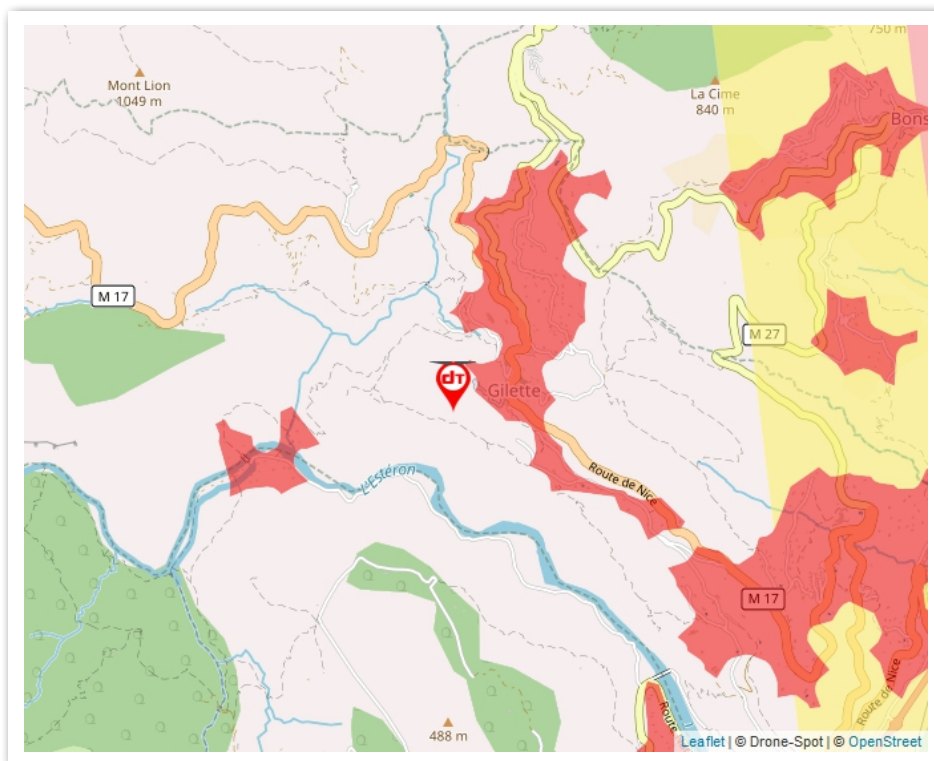 750 m
Mont Lion
1049 m
La Cime
840 m
Bons
M 17
M 27
dT
Gilette
L'Estéron
Route de Nice
M 17
Route de Nice
Route
488 m
Leaflet | © Drone-Spot | © OpenStreet